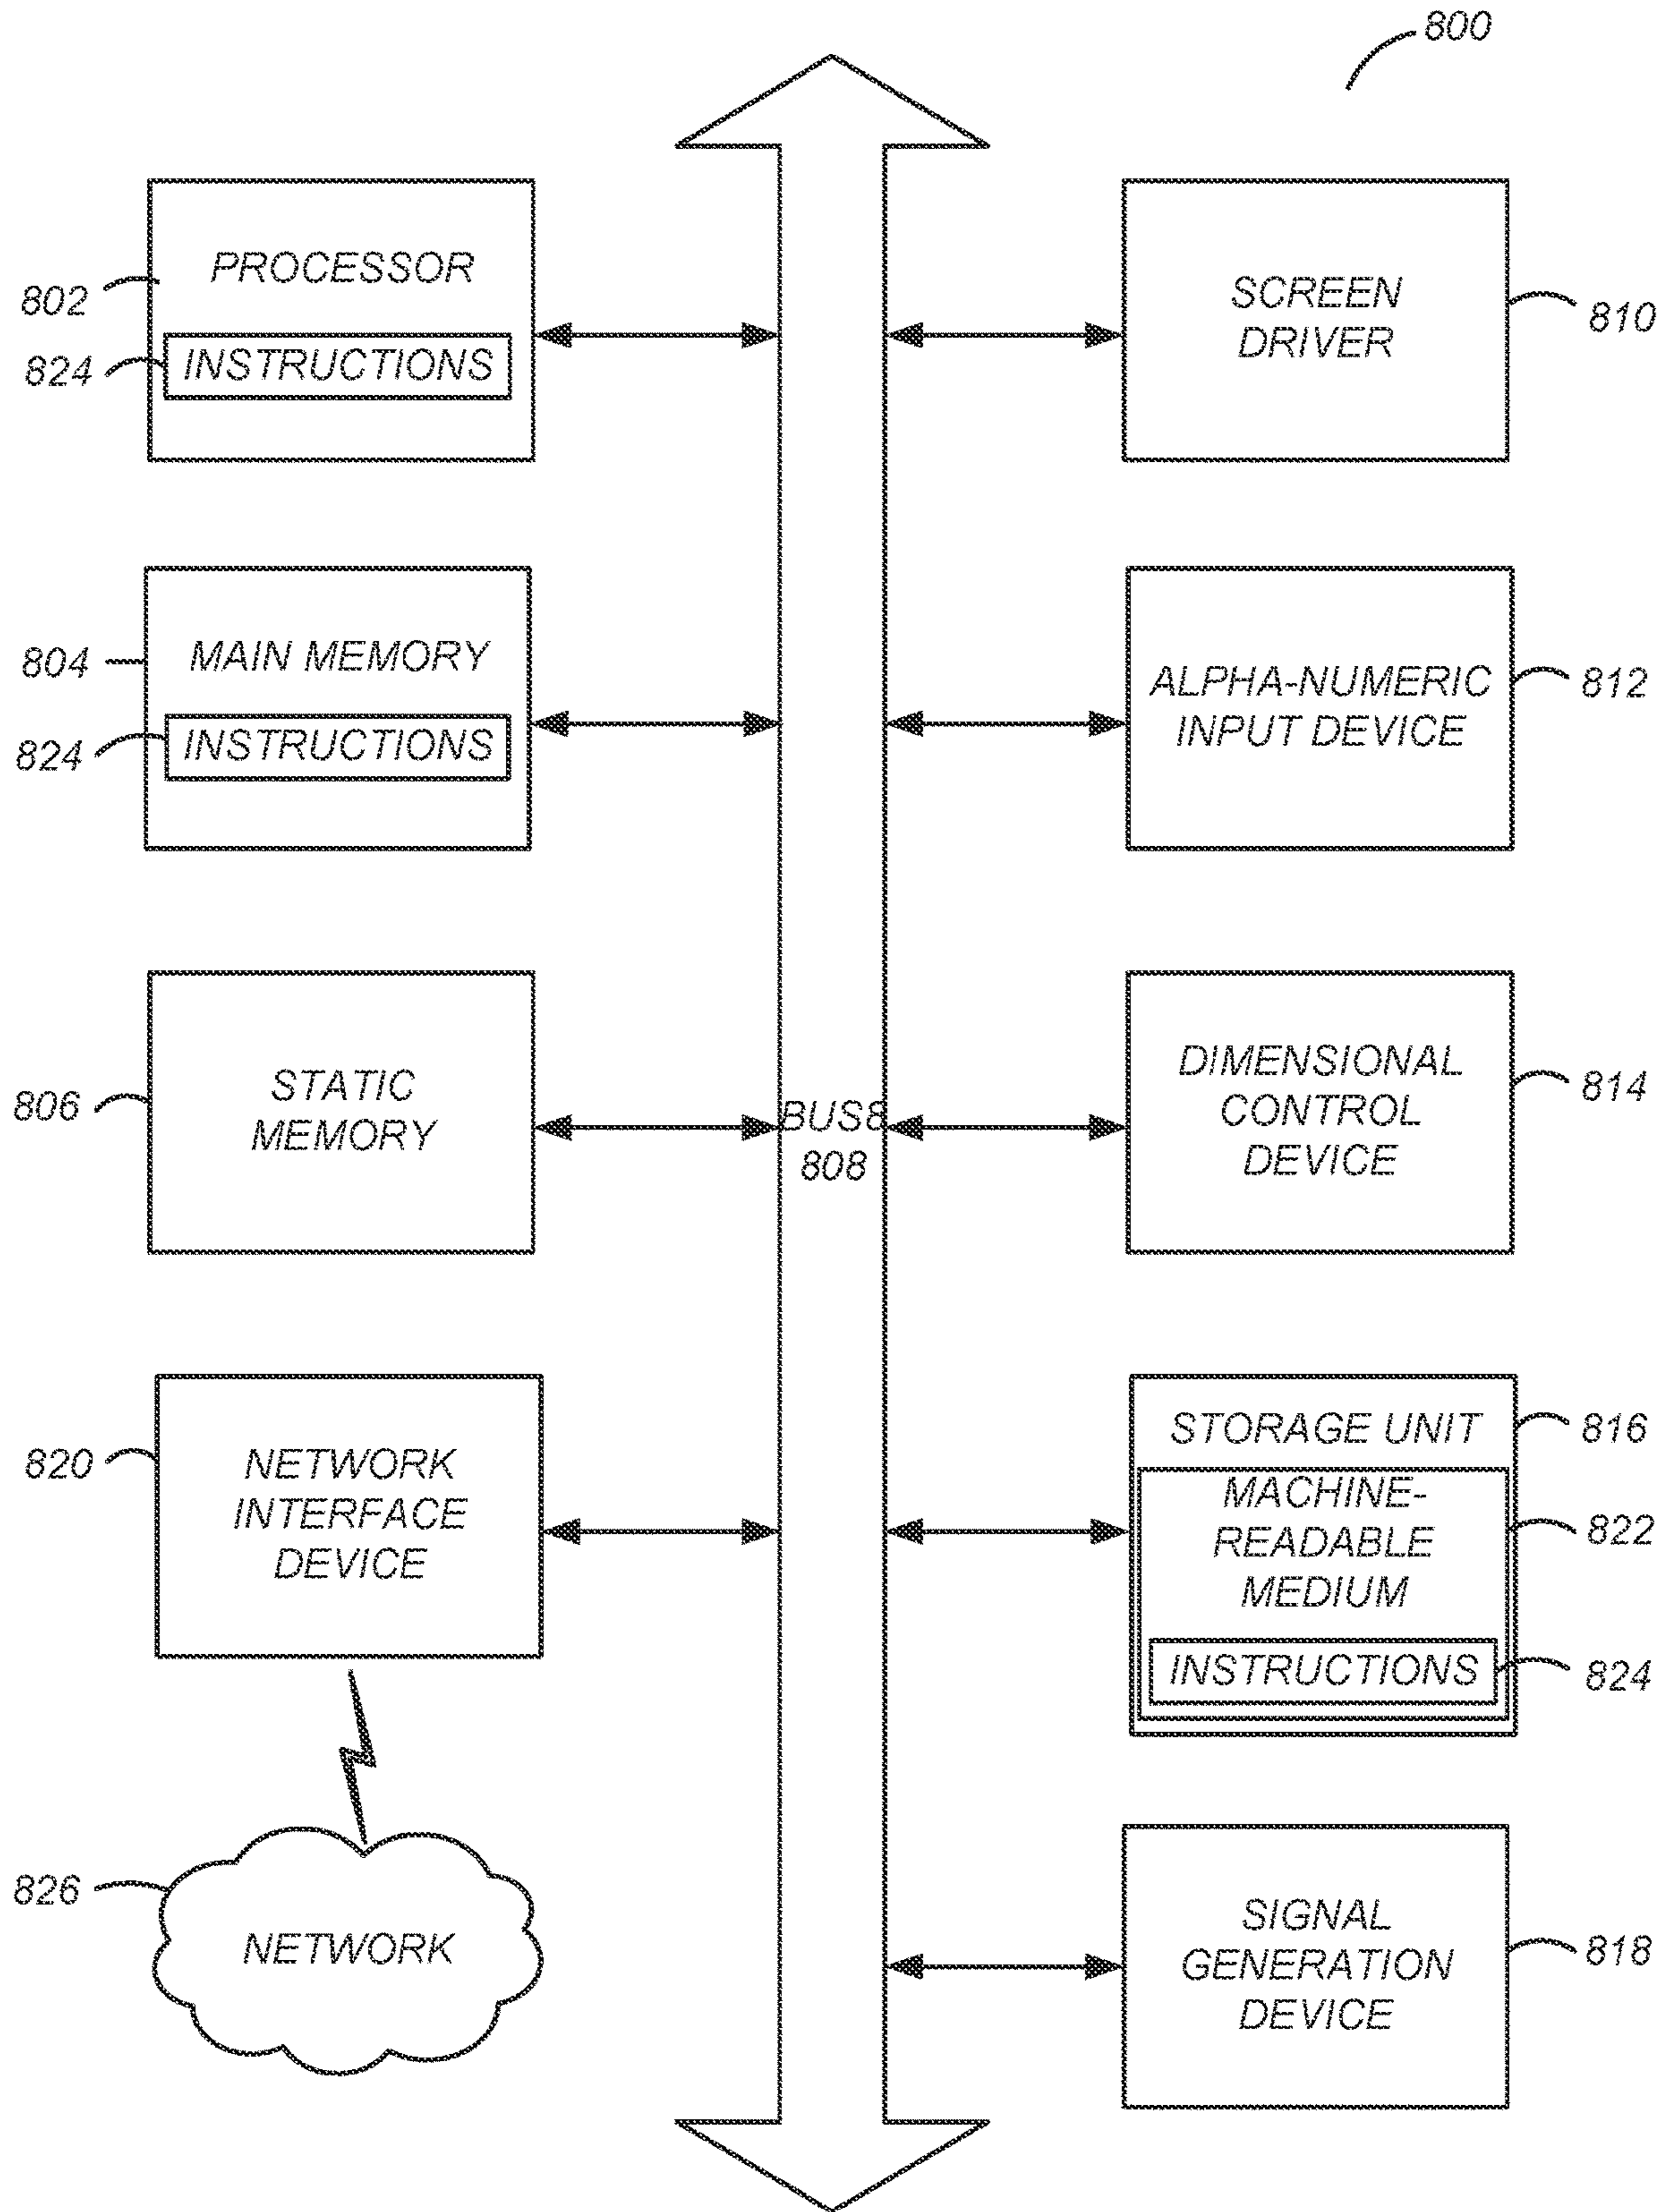 800
PROCESSOR
802
824
INSTRUCTIONS
SCREEN
DRIVER
810
MAIN MEMORY
804
824
INSTRUCTIONS
ALPHA-NUMERIC
INPUT DEVICE
812
STATIC
MEMORY
806
BUS8
808
DIMENSIONAL
CONTROL
DEVICE
814
820
NETWORK
INTERFACE
DEVICE
STORAGE UNIT
816
MACHINE-
READABLE
MEDIUM
822
INSTRUCTIONS
824
826
NETWORK
SIGNAL
GENERATION
DEVICE
818